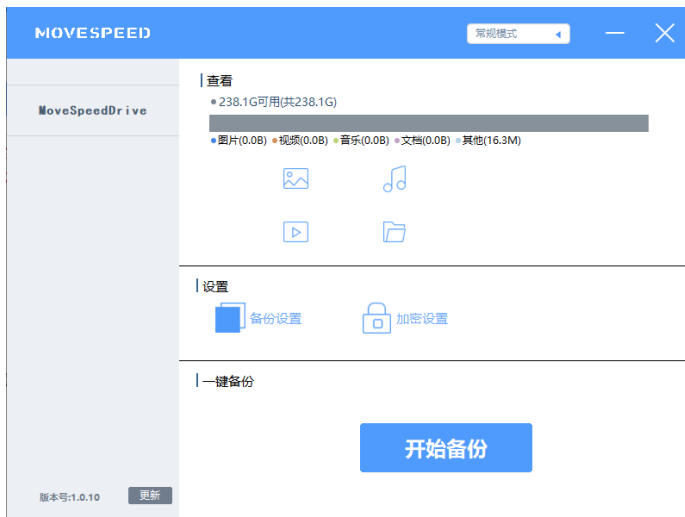 MOVESPEED
常规模式
查看
238.1G可用(共238.1G)
MoveSpeedDrive
图片(0.0B) 视频(0.0B) 音乐(0.0B) 文档(0.0B) 其他(16.3M)
设置
备份设置 加密设置
一键备份
开始备份
版本号:1.0.10 更新